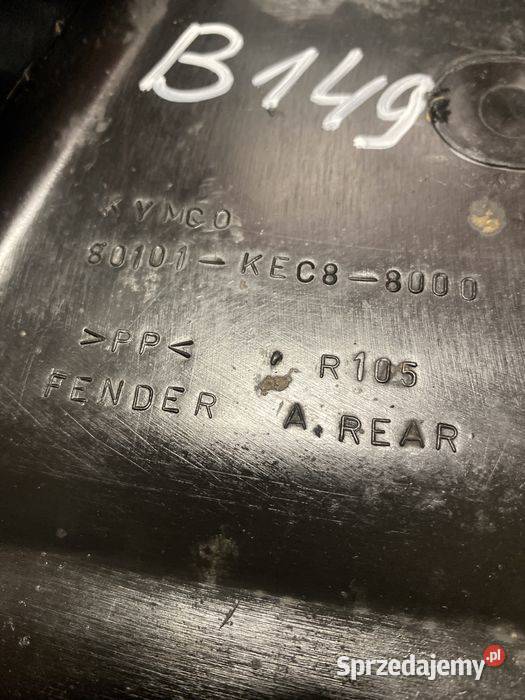 B149
KYMCO
80101-KEC8-8000
>PP< R105
FENDER A.REAR
Sprzedajemy.pl